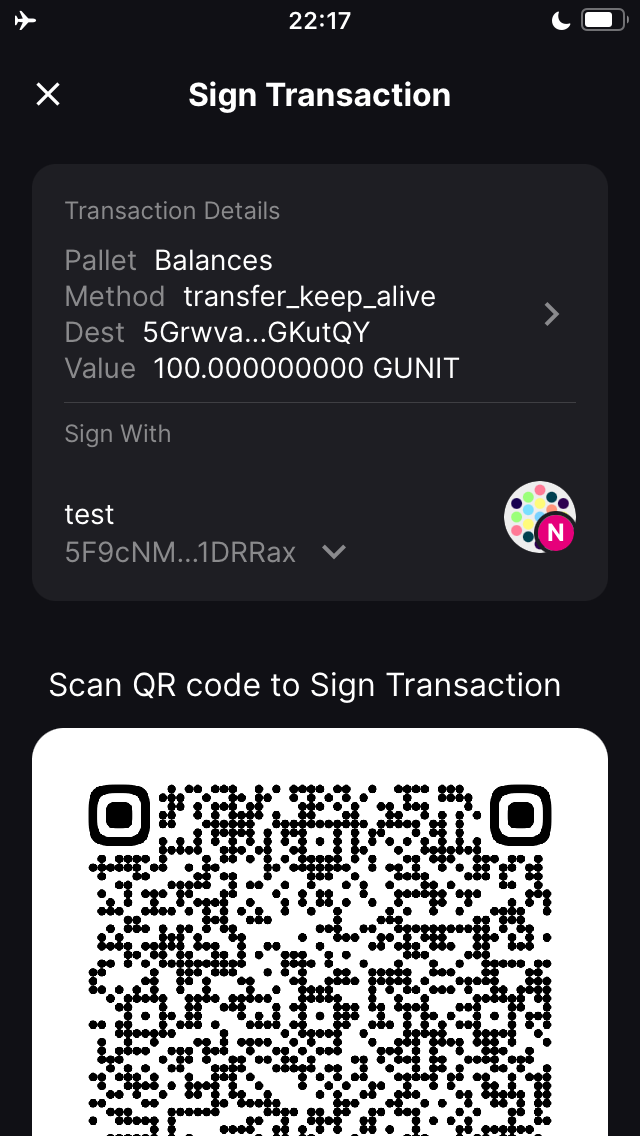 22:17
Sign Transaction
Transaction Details
Pallet Balances
Method transfer_keep_alive
Dest 5Grwva...GKutQY
Value 100.000000000 GUNIT
Sign With
test
5F9cNM...1DRRax
N
Scan QR code to Sign Transaction